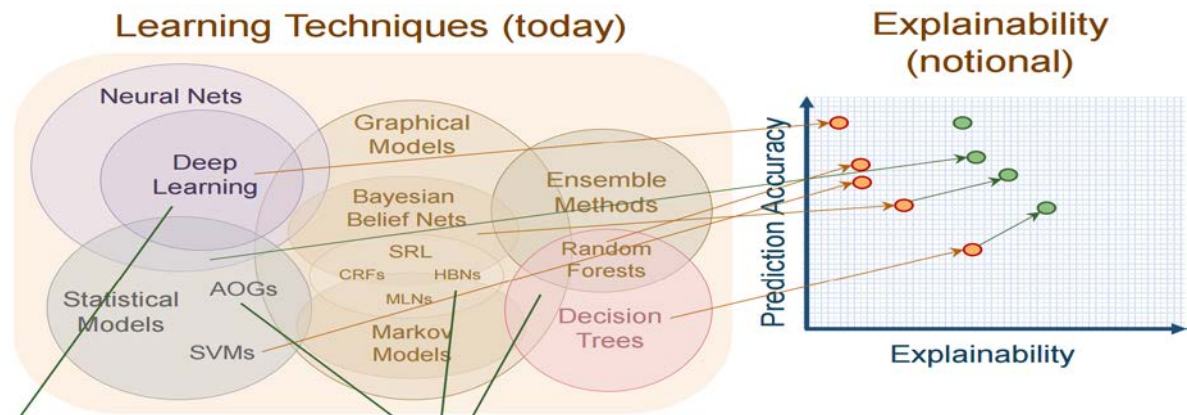 Learning Techniques (today)
Neural Nets
Deep
Learning
Graphical
Models
Bayesian
Belief Nets
SRL
CRFs
HBNs
MLNs
Markov
Models
Ensemble
Methods
Random
Forests
Decision
Trees
Statistical
Models
AOGs
SVMs
Explainability
(notional)
Prediction Accuracy
Explainability